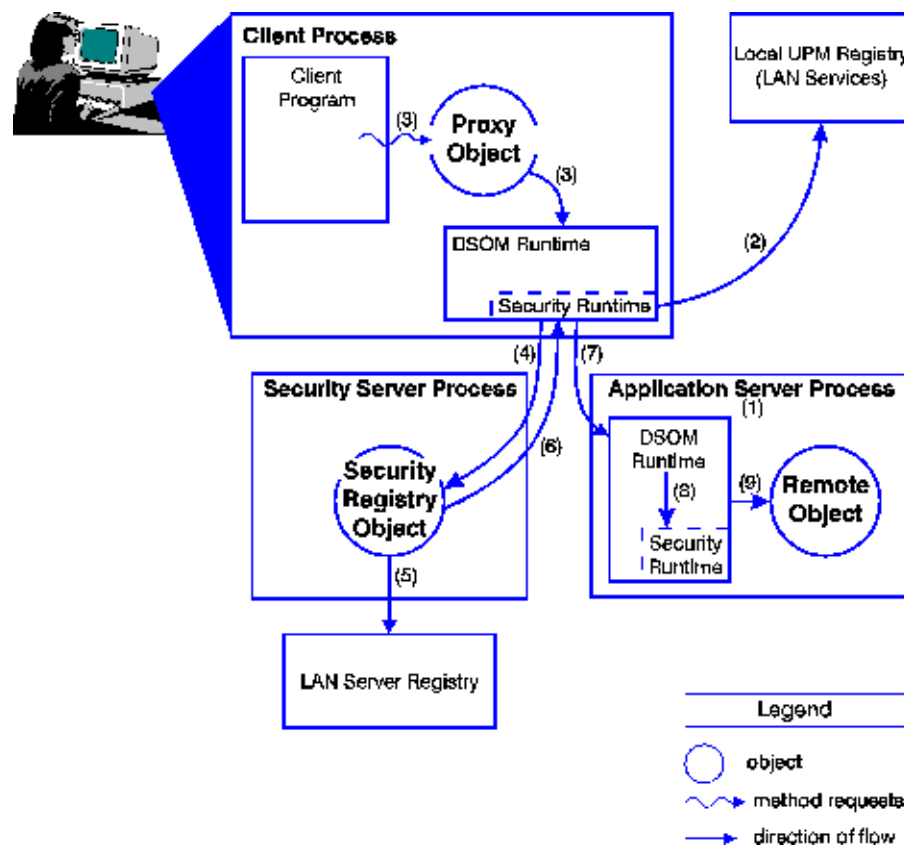 Client Process
Client
Program
(3)
Proxy
Object
(3)
DSOM Runtime
Security Runtime
Local UPM Registry
(LAN Services)
(2)
(4)
(7)
Security Server Process
(6)
Security
Registry
Object
(5)
LAN Server Registry
Application Server Process
(1)
DSOM
Runtime
(8)
(9)
Security
Runtime
Remote
Object
Legend
object
method requests
direction of flow